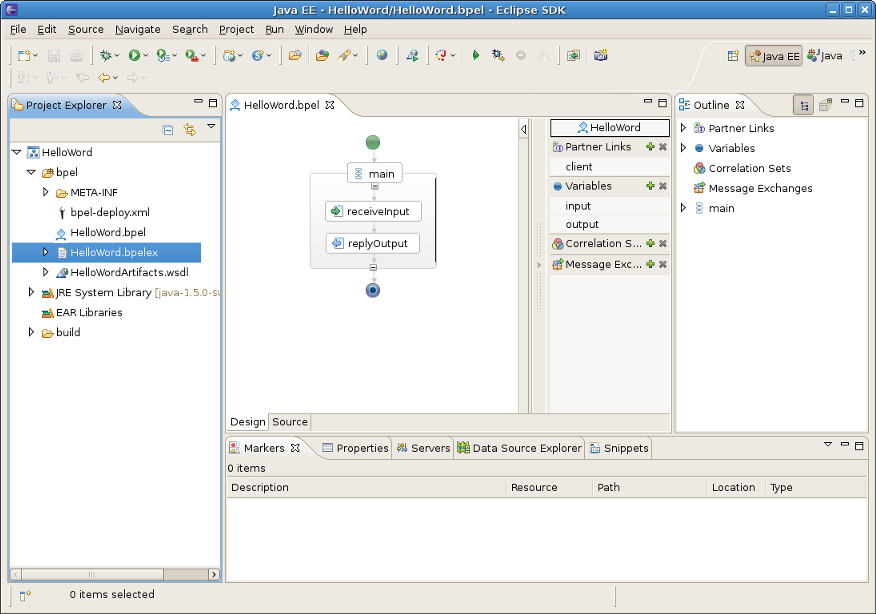 Java EE - HelloWord/HelloWord.bpel - Eclipse SDK
File Edit Source Navigate Search Project Run Window Help
Java EE Java
Project Explorer
HelloWord
bpel
META-INF
bpel-deploy.xml
HelloWord.bpel
HelloWord.bpelex
HelloWordArtifacts.wsdl
JRE System Library [java-1.5.0-su
EAR Libraries
build
HelloWord.bpel
main
receiveInput
replyOutput
HelloWord
Partner Links
client
Variables
input
output
Correlation S...
Message Exc...
Design Source
Outline
Partner Links
Variables
Correlation Sets
Message Exchanges
main
Markers Properties Servers Data Source Explorer Snippets
0 items
Description Resource Path Location Type
0 items selected